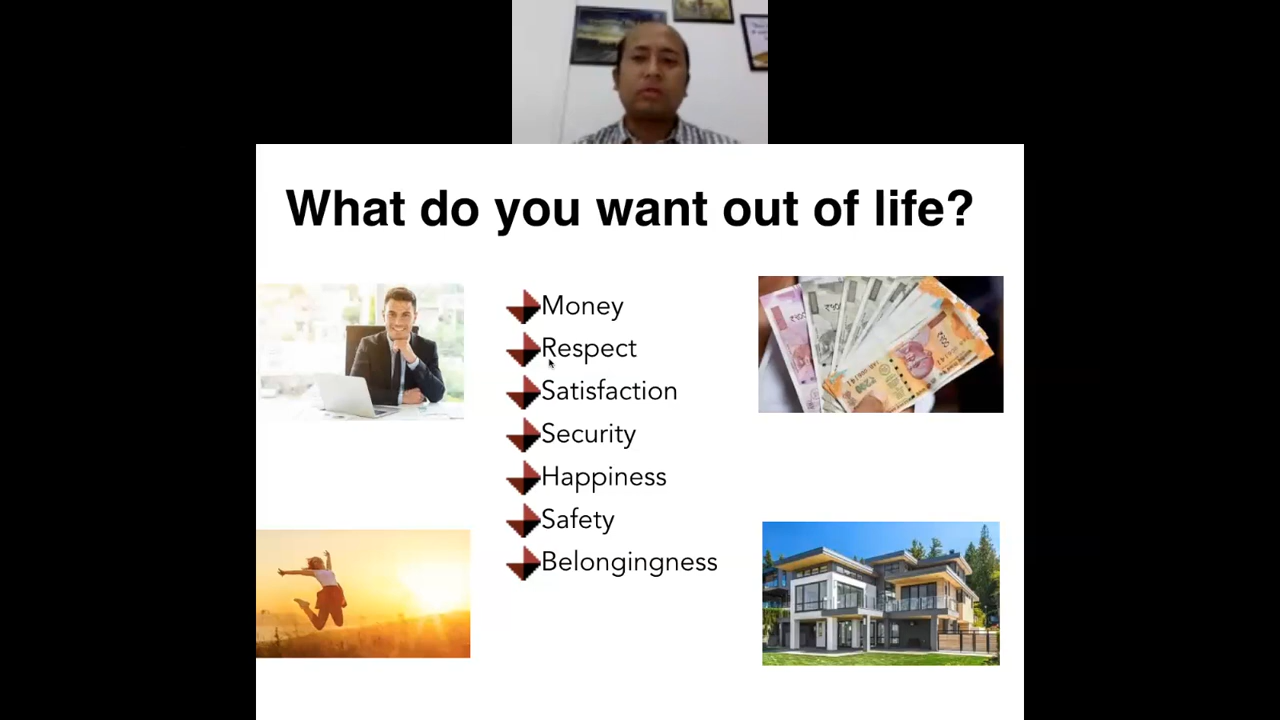 What do you want out of life?
Money
Respect
Satisfaction
Security
Happiness
Safety
Belongingness